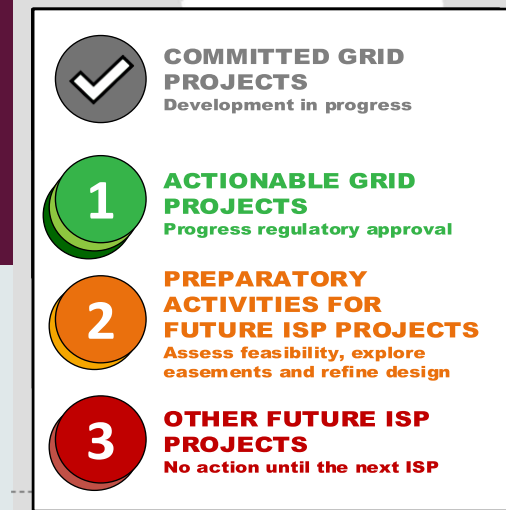 COMMITTED GRID
PROJECTS
Development in progress
1
ACTIONABLE GRID
PROJECTS
Progress regulatory approval
2
PREPARATORY
ACTIVITIES FOR
FUTURE ISP PROJECTS
Assess feasibility, explore
easements and refine design
3
OTHER FUTURE ISP
PROJECTS
No action until the next ISP